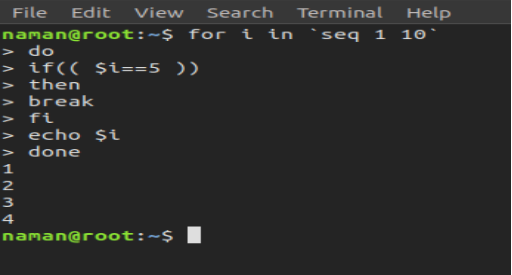 File Edit View Search Terminal Help
naman@root:~$ for i in `seq 1 10`
> do
> if(( $i==5 ))
> then
> break
> fi
> echo $i
> done
1
2
3
4
naman@root:~$